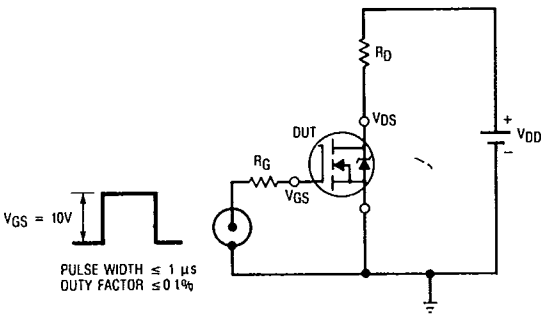 RD
VDS
DUT
+
VDD
−
RG
VGS
VGS = 10V
PULSE WIDTH ≤ 1 μs
DUTY FACTOR ≤0 1%